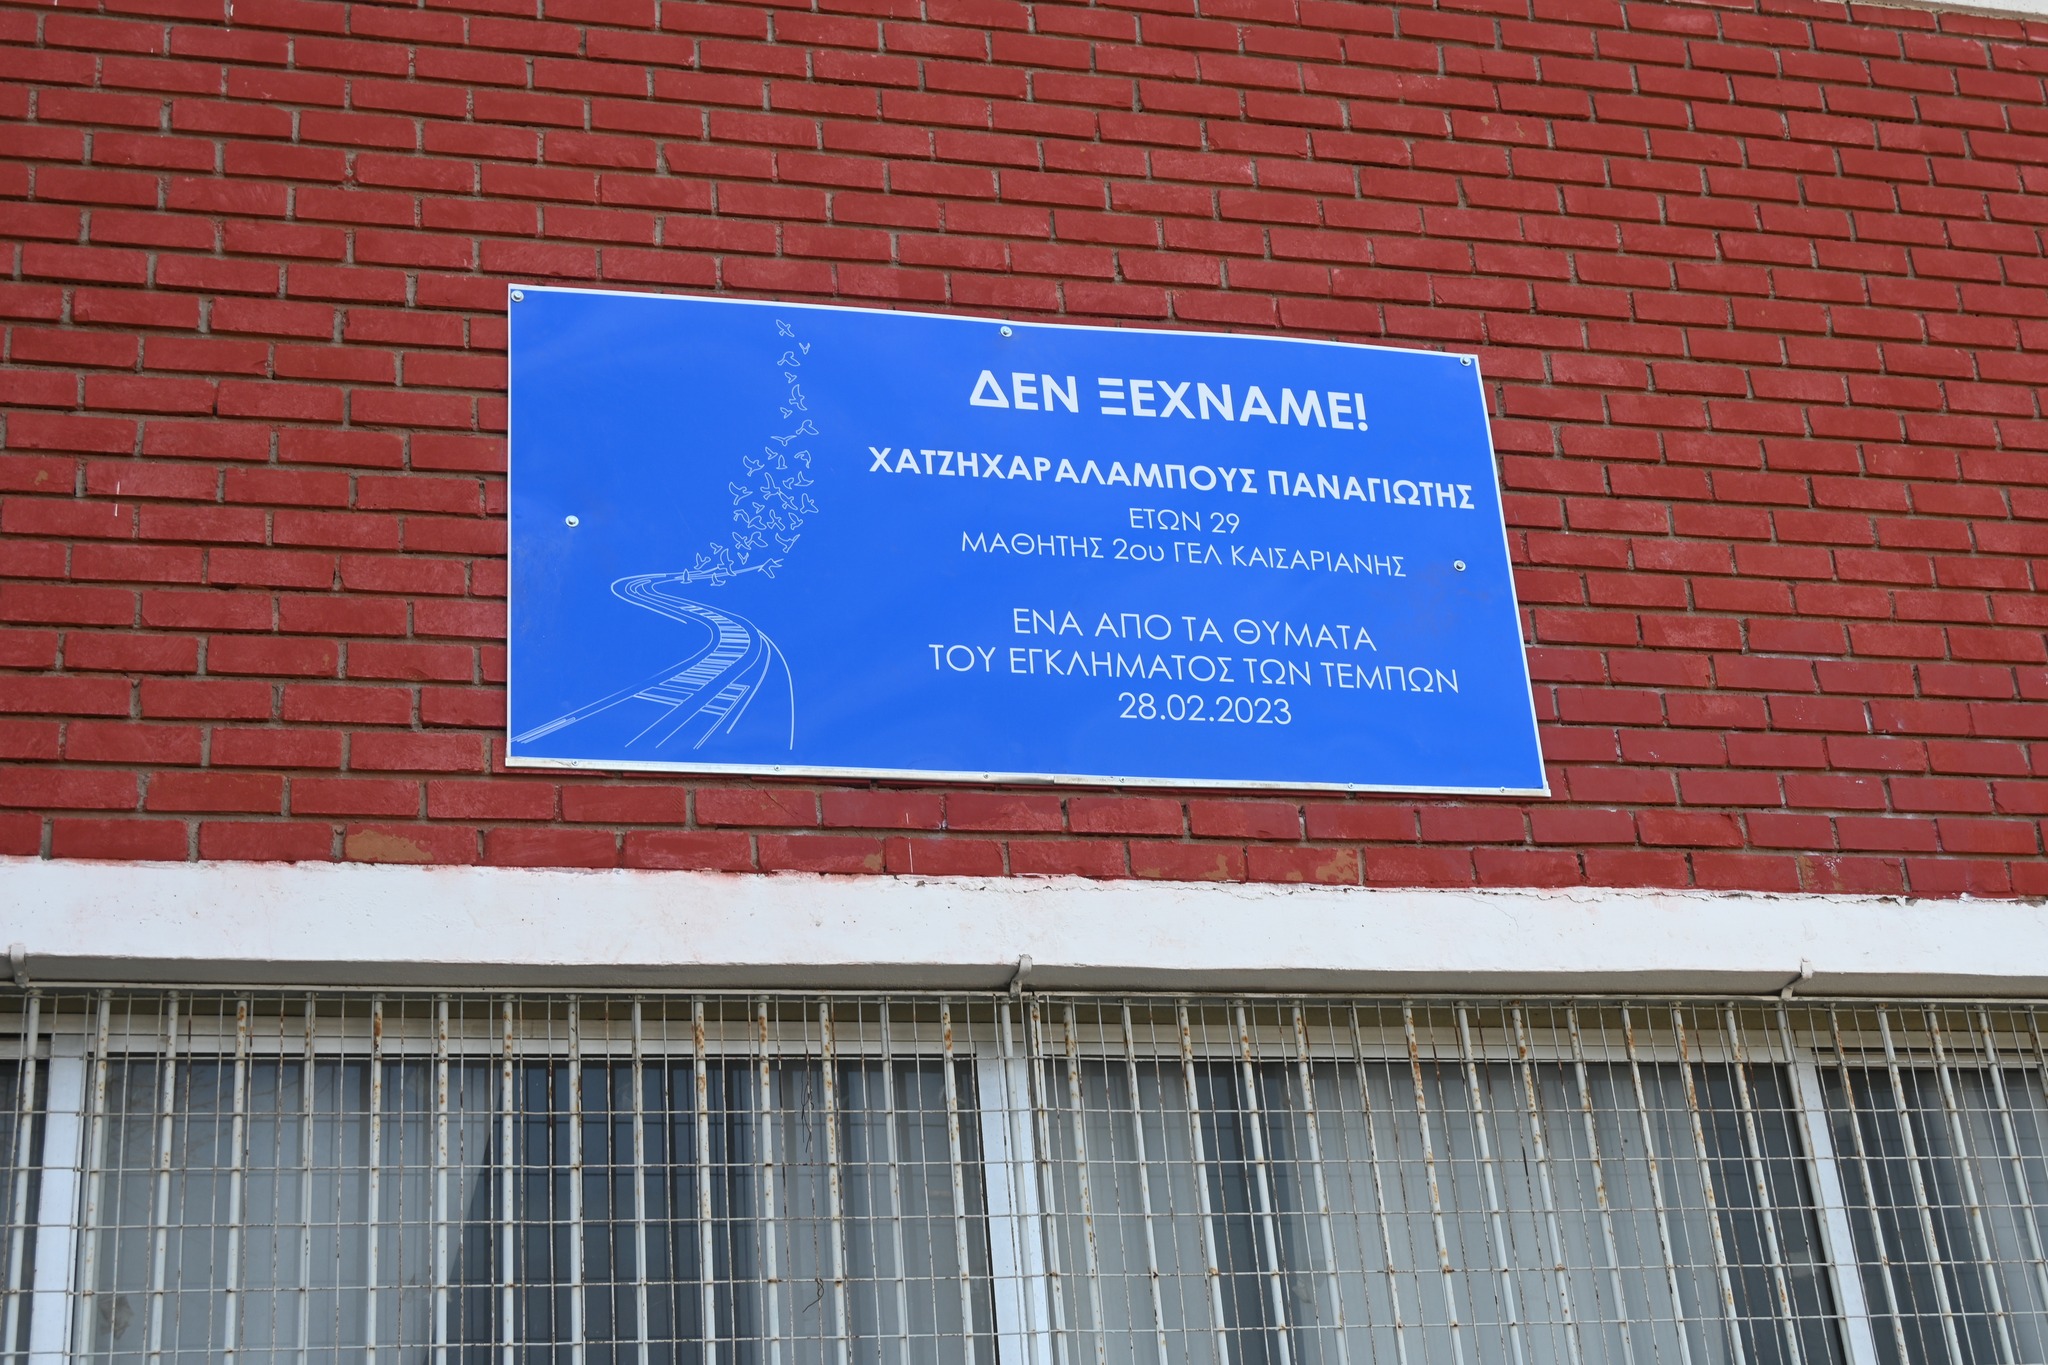 ΔΕΝ ΞΕΧΝΑΜΕ!
ΧΑΤΖΗΧΑΡΑΛΑΜΠΟΥΣ ΠΑΝΑΓΙΩΤΗΣ
ΕΤΩΝ 29
ΜΑΘΗΤΗΣ 2ου ΓΕΛ ΚΑΙΣΑΡΙΑΝΗΣ
ΕΝΑ ΑΠΟ ΤΑ ΘΥΜΑΤΑ
ΤΟΥ ΕΓΚΛΗΜΑΤΟΣ ΤΩΝ ΤΕΜΠΩΝ
28.02.2023